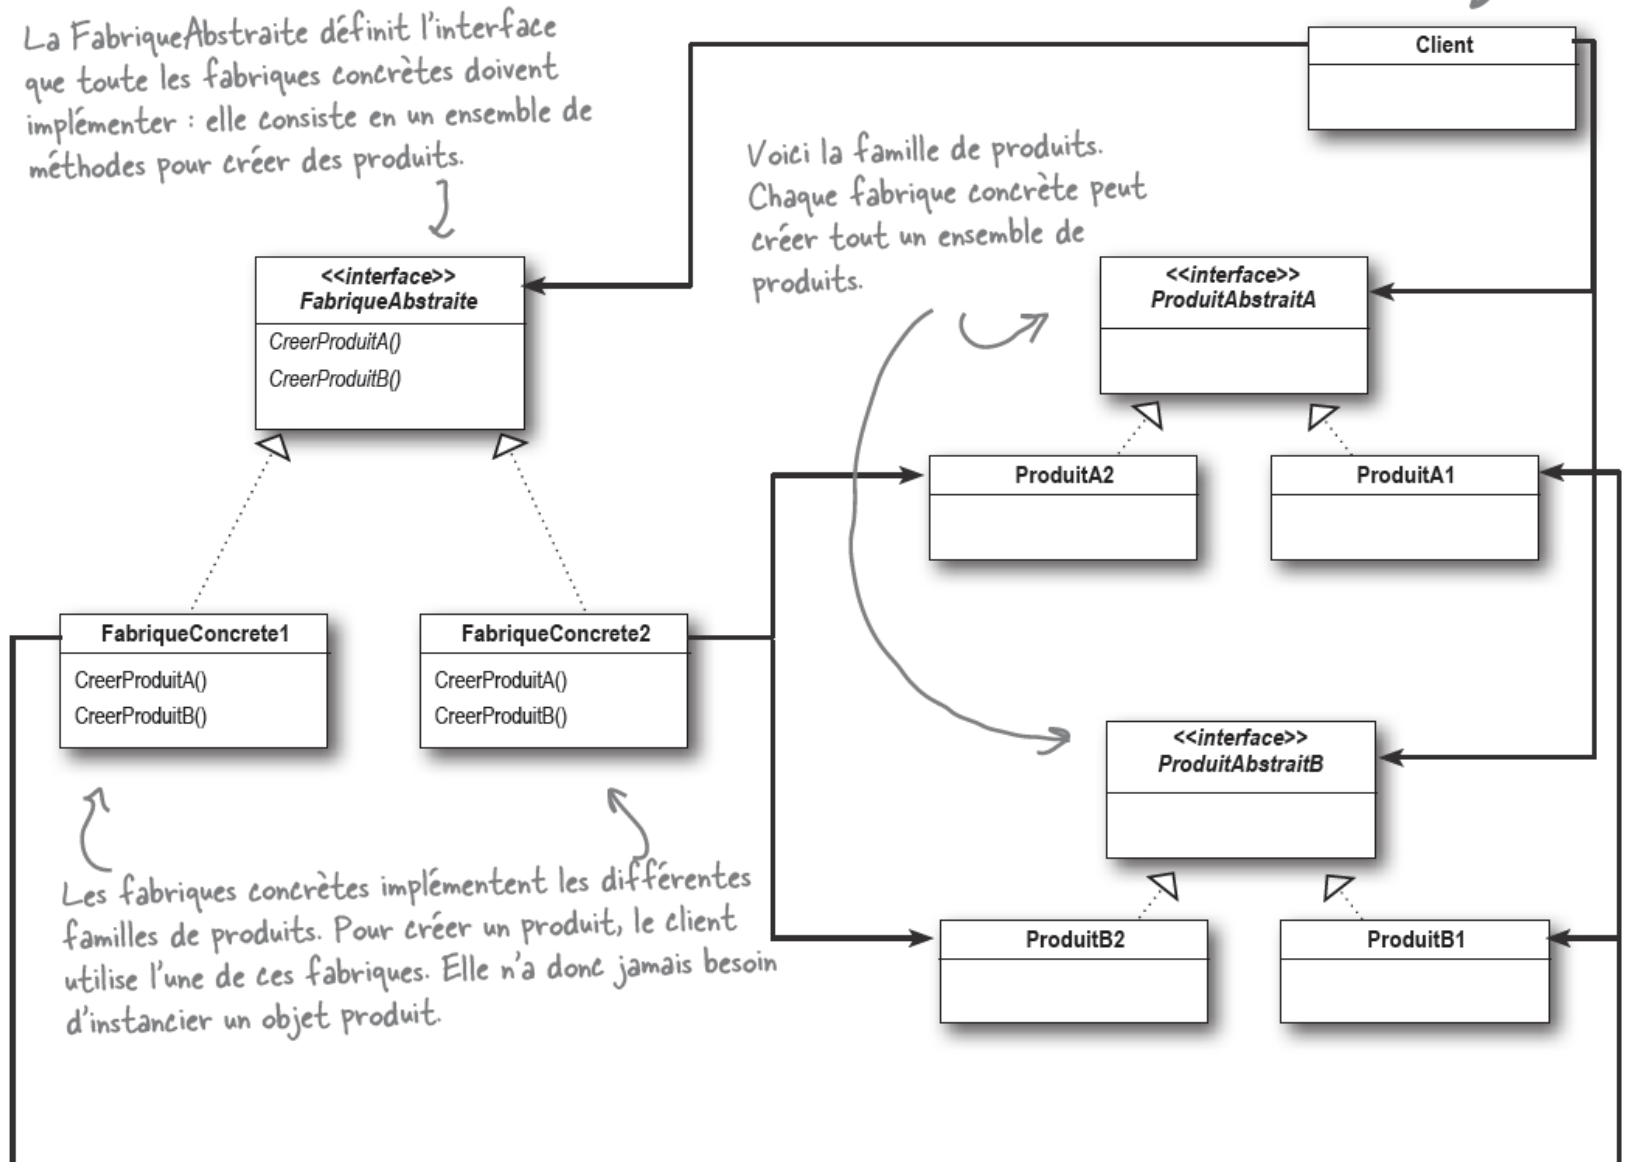 La FabriqueAbstraite définit l'interface
que toute les fabriques concrètes doivent
implémenter : elle consiste en un ensemble de
méthodes pour créer des produits.
Client
Voici la famille de produits.
Chaque fabrique concrète peut
créer tout un ensemble de
produits.
<<interface>>
FabriqueAbstraite
CreerProduitA()
CreerProduitB()
<<interface>>
ProduitAbstraitA
ProduitA2
ProduitA1
FabriqueConcrete1
CreerProduitA()
CreerProduitB()
FabriqueConcrete2
CreerProduitA()
CreerProduitB()
<<interface>>
ProduitAbstraitB
ProduitB2
ProduitB1
Les fabriques concrètes implémentent les différentes
familles de produits. Pour créer un produit, le client
utilise l'une de ces fabriques. Elle n'a donc jamais besoin
d'instancier un objet produit.